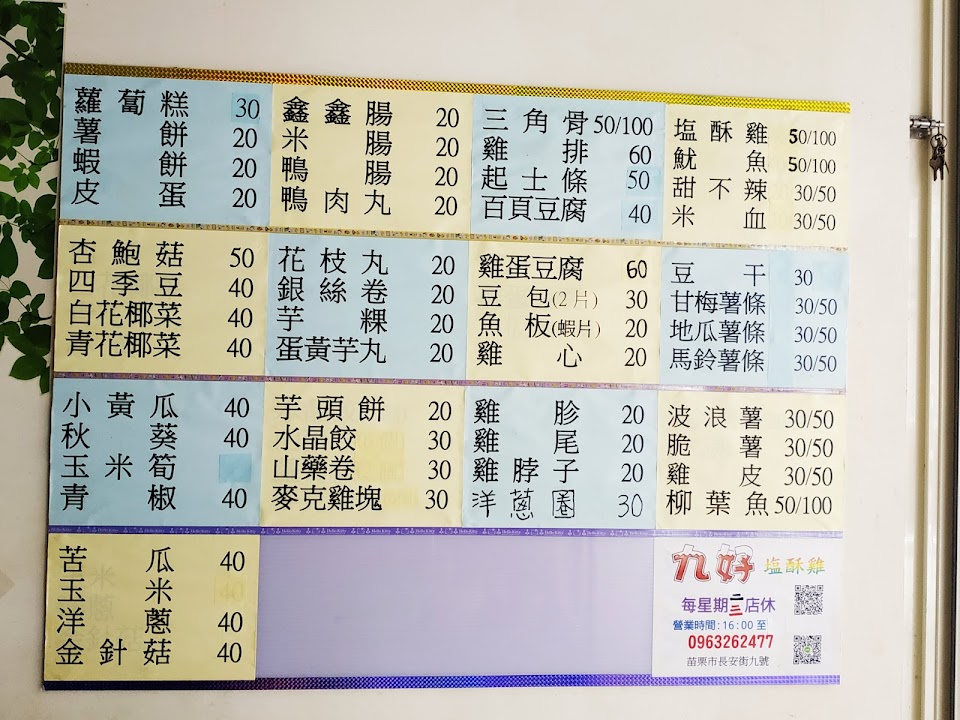 蘿蔔糕 30
薯餅 20
蝦餅 20
皮蛋 20
鑫鑫腸 20
米腸 20
鴨腸 20
鴨肉丸 20
三角骨 50/100
雞排 60
起士條 50
百頁豆腐 40
塩酥雞 50/100
魷魚 50/100
甜不辣 30/50
米血 30/50
杏鮑菇 50
四季豆 40
白花椰菜 40
青花椰菜 40
花枝丸 20
銀絲卷 20
芋粿 20
蛋黃芋丸 20
雞蛋豆腐 60
豆包(2片) 30
魚板(蝦片) 20
雞心 20
豆干 30
甘梅薯條 30/50
地瓜薯條 30/50
馬鈴薯條 30/50
小黃瓜 40
秋葵 40
玉米筍
青椒 40
芋頭餅 20
水晶餃 30
山藥卷 30
麥克雞塊 30
雞胗 20
雞尾 20
雞脖子 20
洋蔥圈 30
波浪薯 30/50
脆薯 30/50
雞皮 30/50
柳葉魚 50/100
苦瓜 40
玉米 40
洋蔥 40
金針菇 40
九好 塩酥雞
每星期二三店休
營業時間:16:00至
0963262477
苗栗市長安街九號